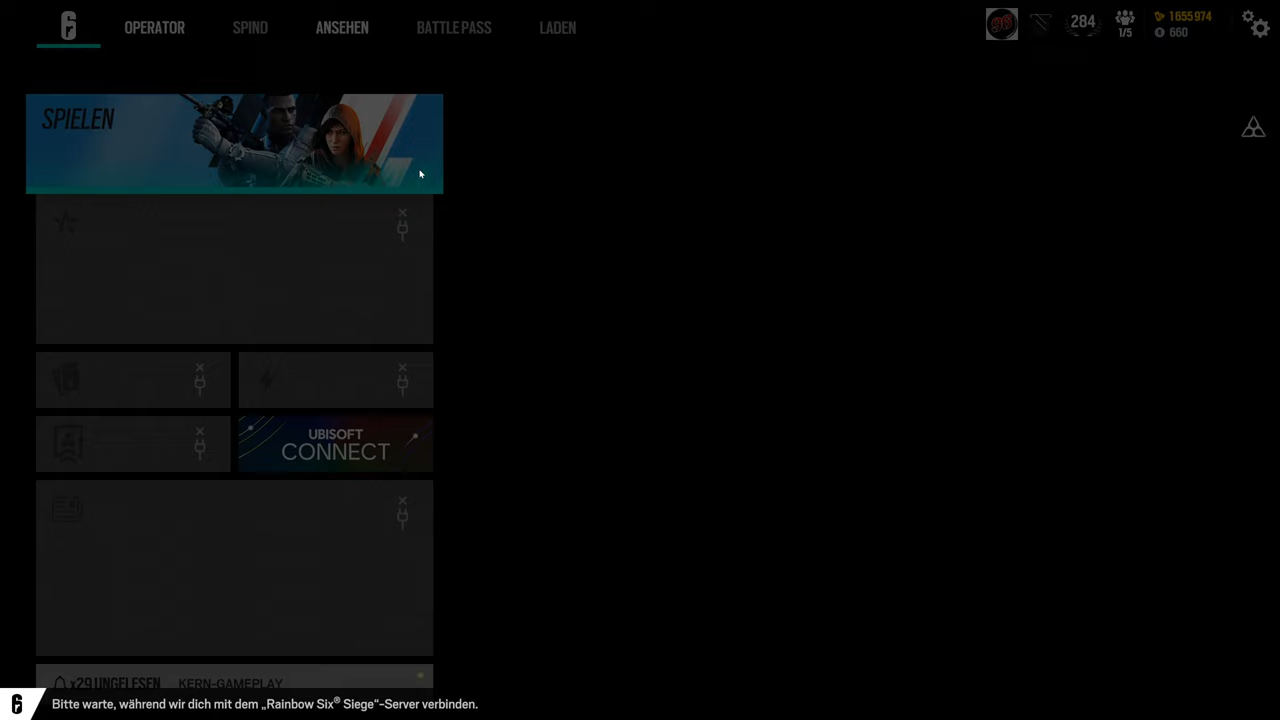 OPERATOR SPIND ANSEHEN BATTLE PASS LADEN
284
1/5
1655974
660
SPIELEN
UBISOFT
CONNECT
x29 UNGELESEN KERN-GAMEPLAY
Bitte warte, während wir dich mit dem „Rainbow Six® Siege“-Server verbinden.